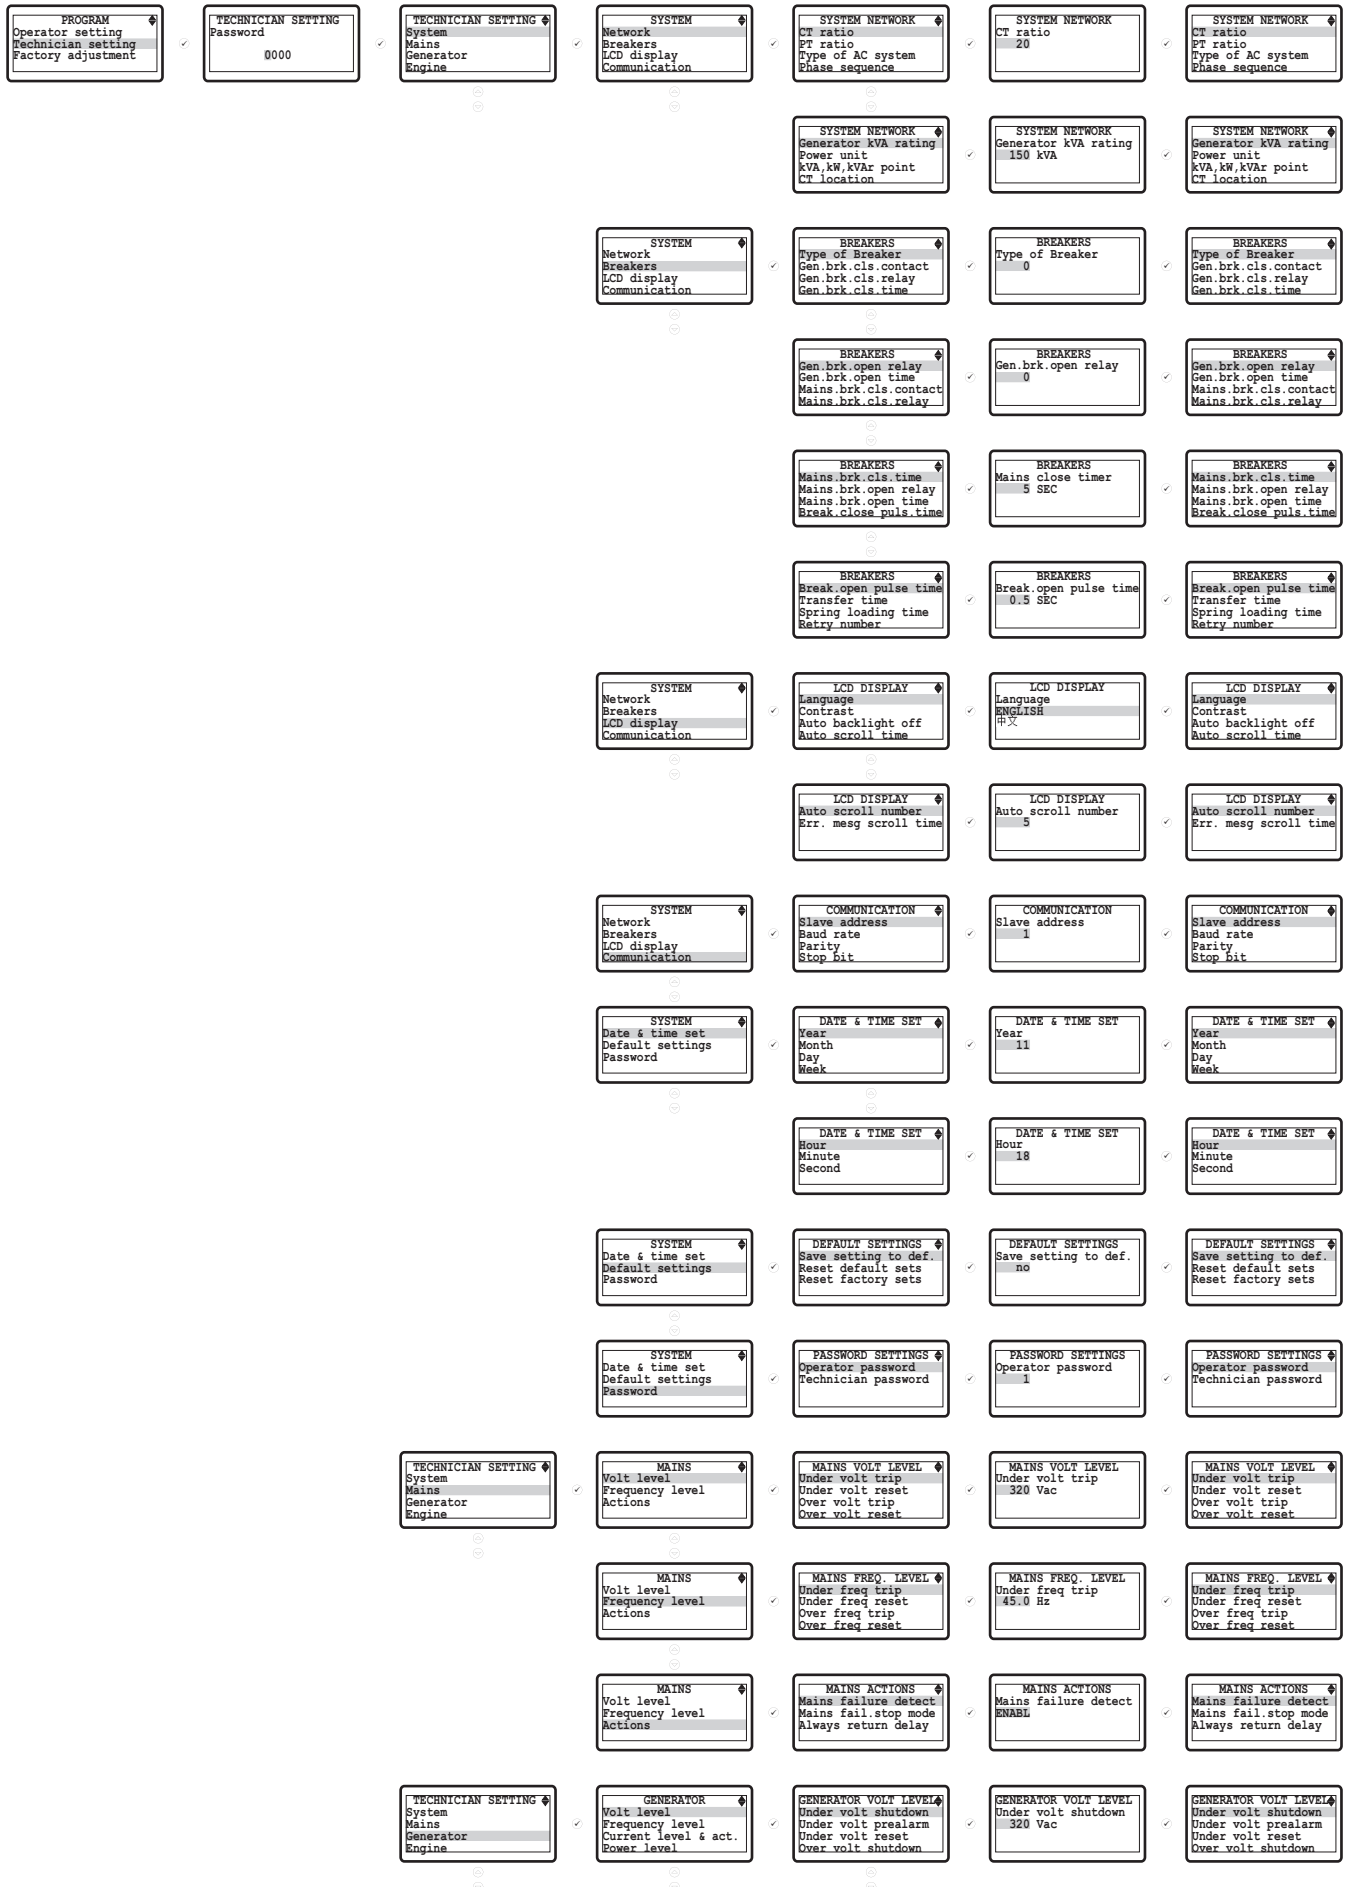 PROGRAM
Operator setting
Technician setting
Factory adjustment
TECHNICIAN SETTING
Password
0000
TECHNICIAN SETTING
System
Mains
Generator
Engine
SYSTEM
Network
Breakers
LCD display
Communication
SYSTEM NETWORK
CT ratio
PT ratio
Type of AC system
Phase sequence
SYSTEM NETWORK
CT ratio
20
SYSTEM NETWORK
CT ratio
PT ratio
Type of AC system
Phase sequence
SYSTEM NETWORK
Generator kVA rating
Power unit
kVA,kW,kVAr point
CT location
SYSTEM NETWORK
Generator kVA rating
150 kVA
SYSTEM NETWORK
Generator kVA rating
Power unit
kVA,kW,kVAr point
CT location
SYSTEM
Network
Breakers
LCD display
Communication
BREAKERS
Type of Breaker
Gen.brk.cls.contact
Gen.brk.cls.relay
Gen.brk.cls.time
BREAKERS
Type of Breaker
0
BREAKERS
Type of Breaker
Gen.brk.cls.contact
Gen.brk.cls.relay
Gen.brk.cls.time
BREAKERS
Gen.brk.open relay
Gen.brk.open time
Mains.brk.cls.contact
Mains.brk.cls.relay
BREAKERS
Gen.brk.open relay
0
BREAKERS
Gen.brk.open relay
Gen.brk.open time
Mains.brk.cls.contact
Mains.brk.cls.relay
BREAKERS
Mains.brk.cls.time
Mains.brk.open relay
Mains.brk.open time
Break.close puls.time
BREAKERS
Mains close timer
5 SEC
BREAKERS
Mains.brk.cls.time
Mains.brk.open relay
Mains.brk.open time
Break.close puls.time
BREAKERS
Break.open pulse time
Transfer time
Spring loading time
Retry number
BREAKERS
Break.open pulse time
0.5 SEC
BREAKERS
Break.open pulse time
Transfer time
Spring loading time
Retry number
SYSTEM
Network
Breakers
LCD display
Communication
LCD DISPLAY
Language
Contrast
Auto backlight off
Auto scroll time
LCD DISPLAY
Language
ENGLISH
中文
LCD DISPLAY
Language
Contrast
Auto backlight off
Auto scroll time
LCD DISPLAY
Auto scroll number
Err. mesg scroll time
LCD DISPLAY
Auto scroll number
5
LCD DISPLAY
Auto scroll number
Err. mesg scroll time
SYSTEM
Network
Breakers
LCD display
Communication
COMMUNICATION
Slave address
Baud rate
Parity
Stop bit
COMMUNICATION
Slave address
1
COMMUNICATION
Slave address
Baud rate
Parity
Stop bit
SYSTEM
Date & time set
Default settings
Password
DATE & TIME SET
Year
Month
Day
Week
DATE & TIME SET
Year
11
DATE & TIME SET
Year
Month
Day
Week
DATE & TIME SET
Hour
Minute
Second
DATE & TIME SET
Hour
18
DATE & TIME SET
Hour
Minute
Second
SYSTEM
Date & time set
Default settings
Password
DEFAULT SETTINGS
Save setting to def.
Reset default sets
Reset factory sets
DEFAULT SETTINGS
Save setting to def.
no
DEFAULT SETTINGS
Save setting to def.
Reset default sets
Reset factory sets
SYSTEM
Date & time set
Default settings
Password
PASSWORD SETTINGS
Operator password
Technician password
PASSWORD SETTINGS
Operator password
1
PASSWORD SETTINGS
Operator password
Technician password
TECHNICIAN SETTING
System
Mains
Generator
Engine
MAINS
Volt level
Frequency level
Actions
MAINS VOLT LEVEL
Under volt trip
Under volt reset
Over volt trip
Over volt reset
MAINS VOLT LEVEL
Under volt trip
320 Vac
MAINS VOLT LEVEL
Under volt trip
Under volt reset
Over volt trip
Over volt reset
MAINS
Volt level
Frequency level
Actions
MAINS FREQ. LEVEL
Under freq trip
Under freq reset
Over freq trip
Over freq reset
MAINS FREQ. LEVEL
Under freq trip
45.0 Hz
MAINS FREQ. LEVEL
Under freq trip
Under freq reset
Over freq trip
Over freq reset
MAINS
Volt level
Frequency level
Actions
MAINS ACTIONS
Mains failure detect
Mains fail.stop mode
Always return delay
MAINS ACTIONS
Mains failure detect
ENABL
MAINS ACTIONS
Mains failure detect
Mains fail.stop mode
Always return delay
TECHNICIAN SETTING
System
Mains
Generator
Engine
GENERATOR
Volt level
Frequency level
Current level & act.
Power level
GENERATOR VOLT LEVEL
Under volt shutdown
Under volt prealarm
Under volt reset
Over volt shutdown
GENERATOR VOLT LEVEL
Under volt shutdown
320 Vac
GENERATOR VOLT LEVEL
Under volt shutdown
Under volt prealarm
Under volt reset
Over volt shutdown